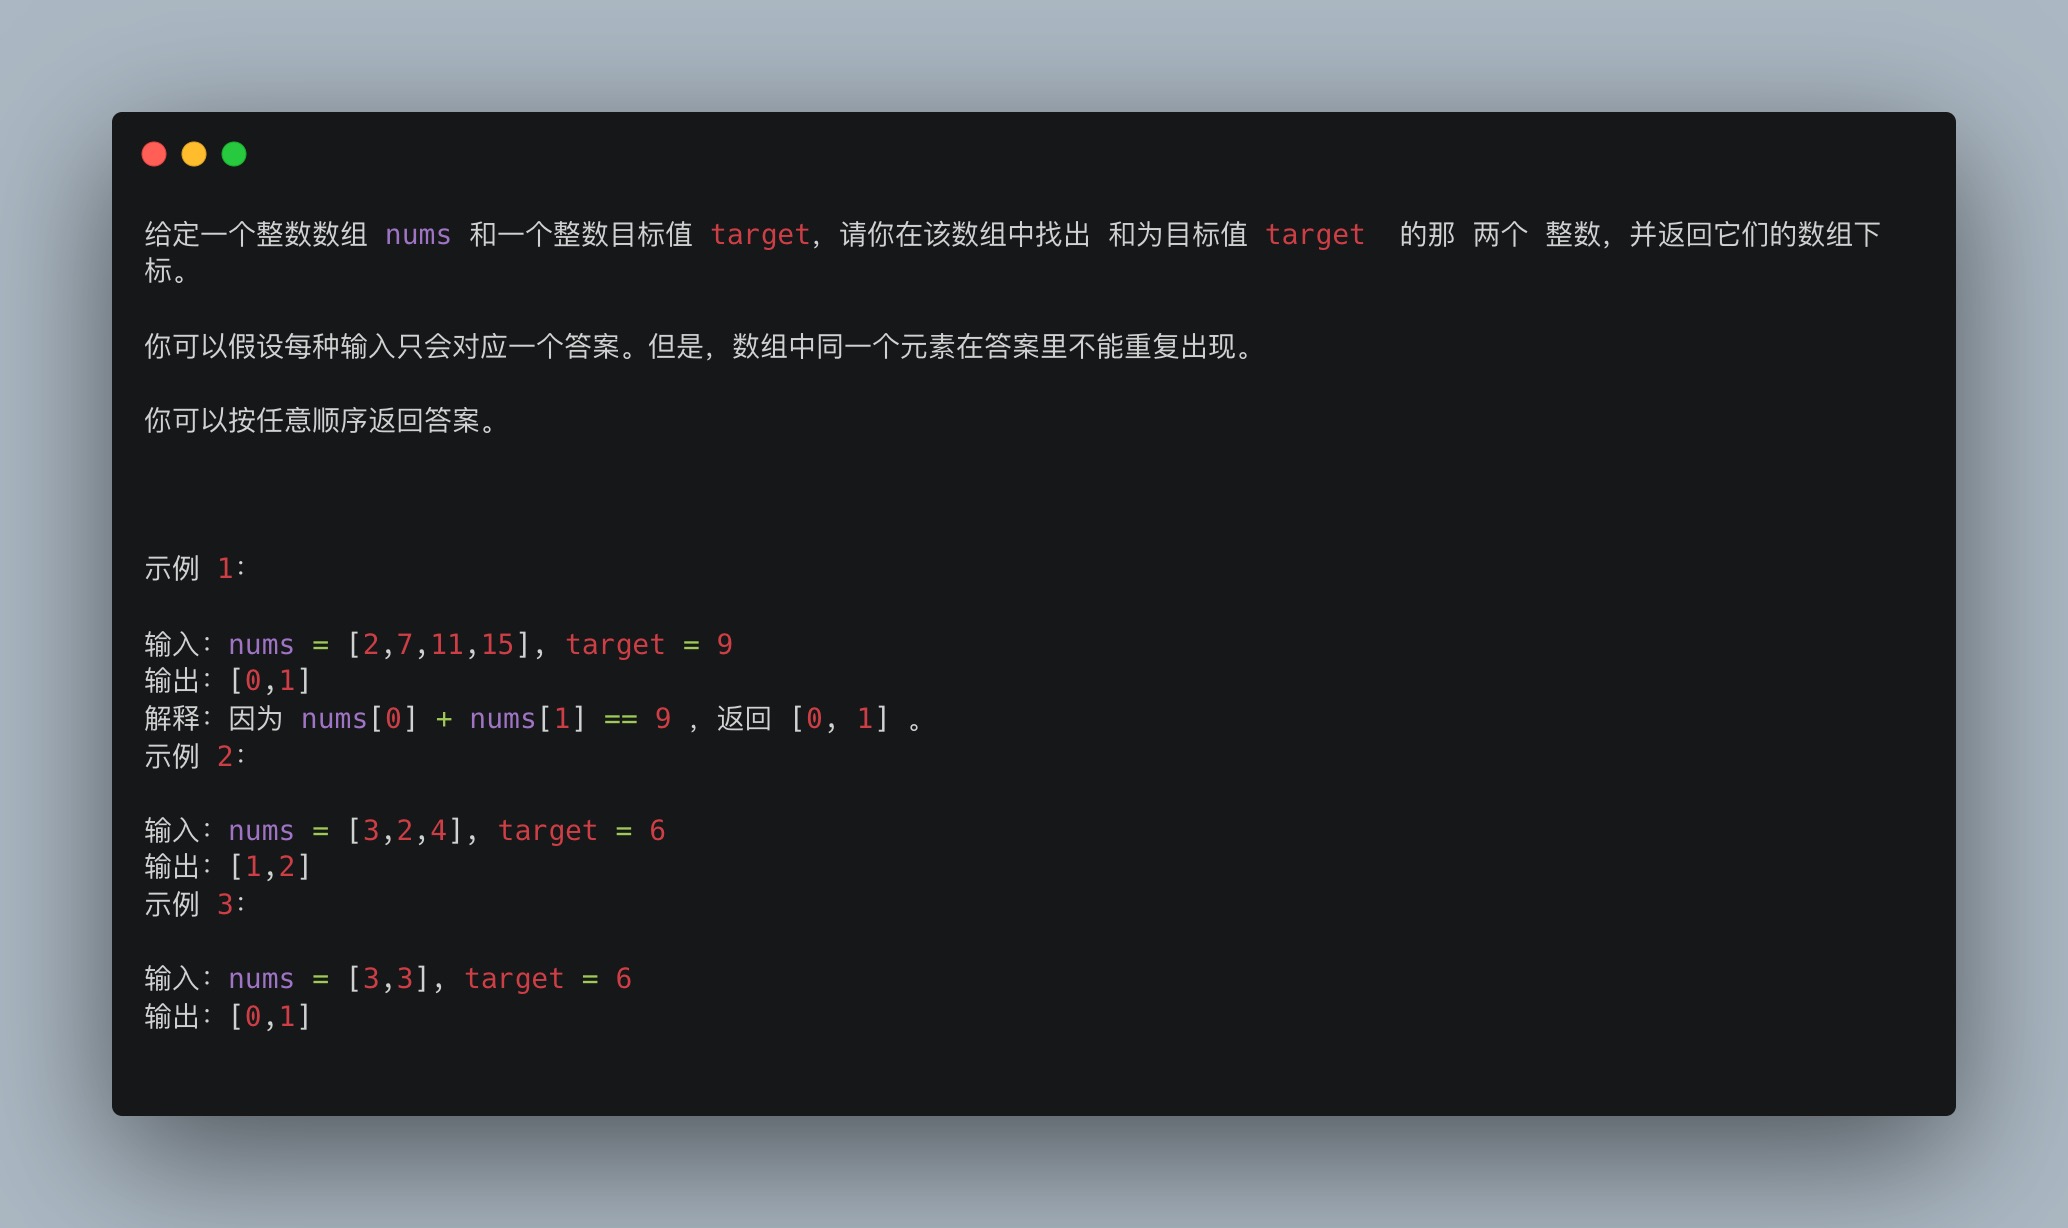 给定一个整数数组 nums 和一个整数目标值 target，请你在该数组中找出 和为目标值 target  的那 两个 整数，并返回它们的数组下
标。
你可以假设每种输入只会对应一个答案。但是，数组中同一个元素在答案里不能重复出现。
你可以按任意顺序返回答案。
示例 1：
输入：nums = [2,7,11,15], target = 9
输出：[0,1]
解释：因为 nums[0] + nums[1] == 9 ，返回 [0, 1] 。
示例 2：
输入：nums = [3,2,4], target = 6
输出：[1,2]
示例 3：
输入：nums = [3,3], target = 6
输出：[0,1]